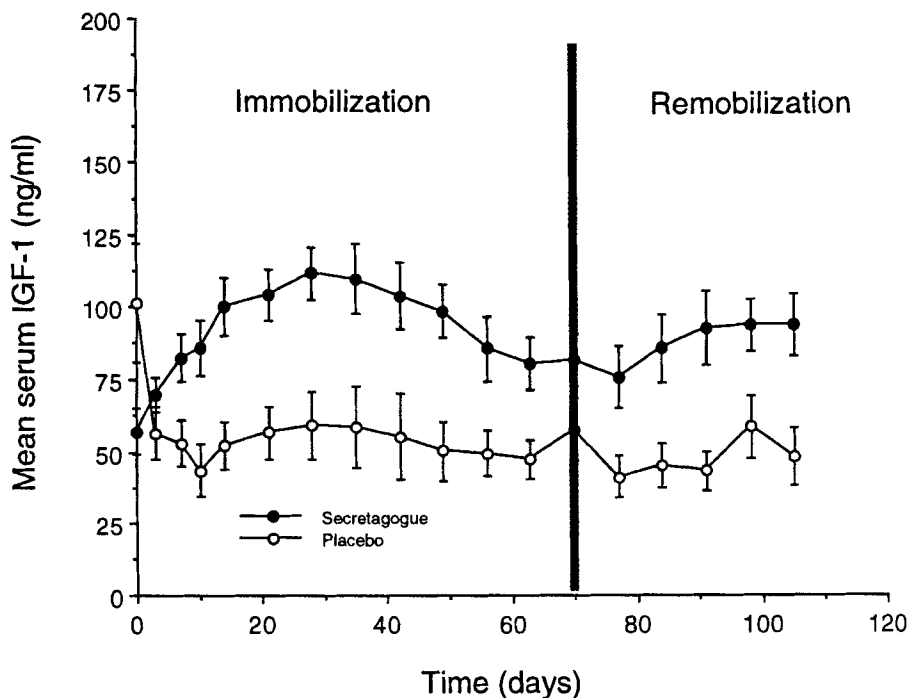 200
175
150
125
100
75
50
25
0
Mean serum IGF-1 (ng/ml)
Immobilization
Remobilization
Secretagogue
Placebo
0 20 40 60 80 100 120
Time (days)